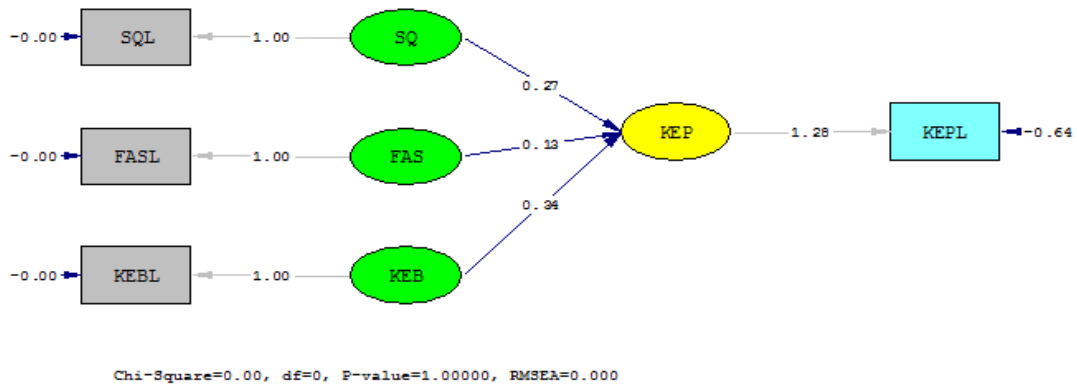 -0.00 SQL 1.00 SQ
0.27
KEP 1.28 KEPL -0.64
-0.00 FASL 1.00 FAS 0.13
0.34
-0.00 KEBL 1.00 KEB
Chi-Square=0.00, df=0, P-value=1.00000, RMSEA=0.000